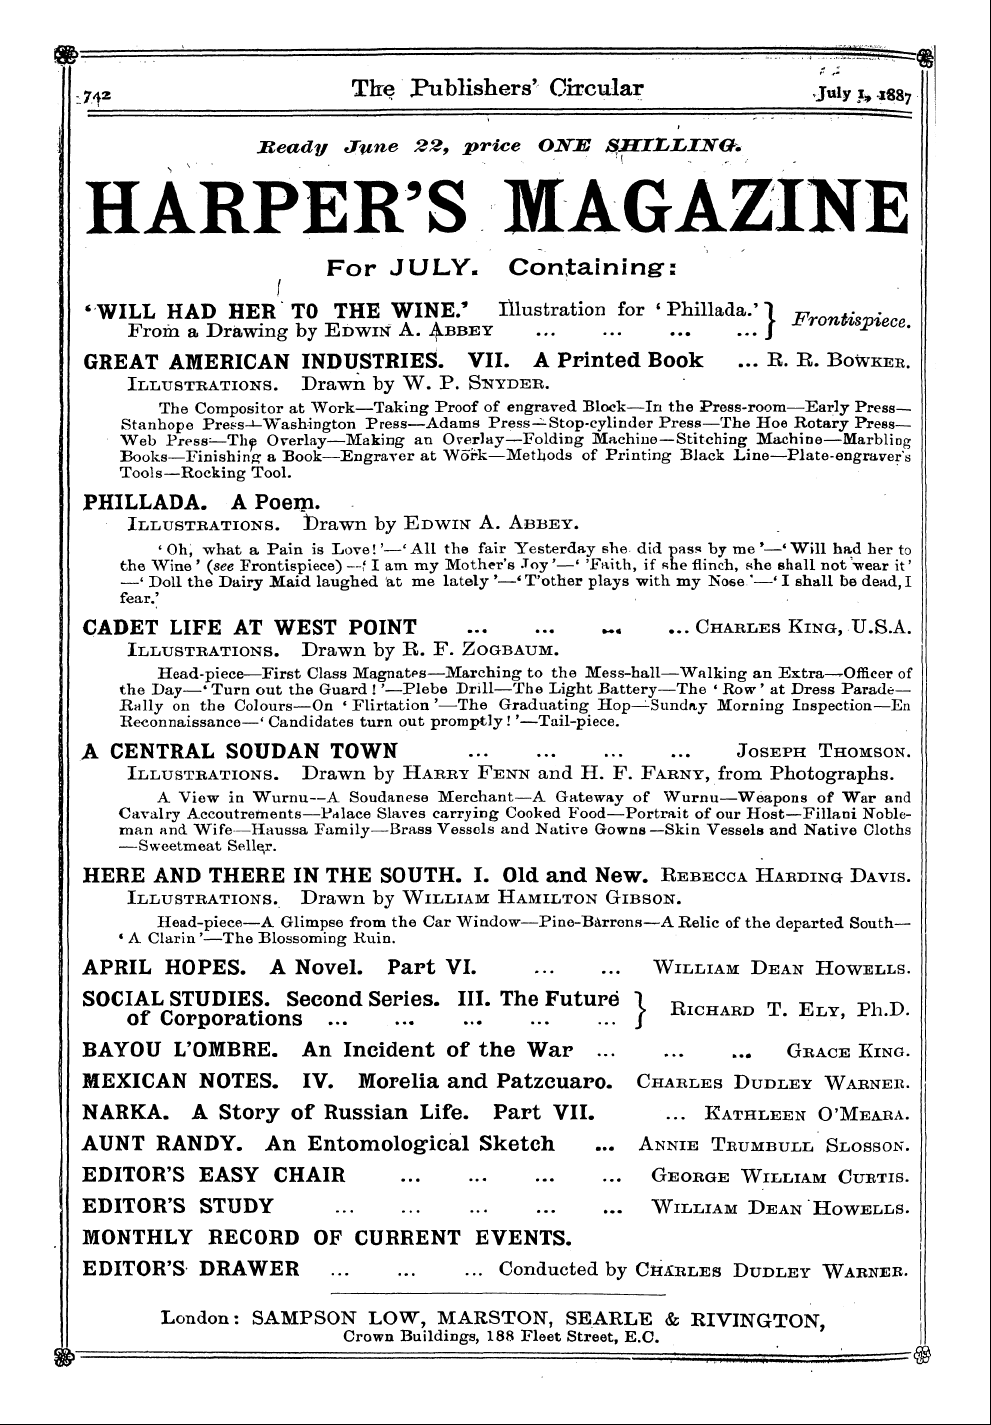 742 The Publishers' Circular July 1, 1887
Ready June 22, price ONE SHILLING.
HARPER'S MAGAZINE
For JULY. Containing:
'WILL HAD HER TO THE WINE.' Illustration for 'Phillada.' } Frontispiece.
From a Drawing by EDWIN A. ABBEY ... ... ... ...
GREAT AMERICAN INDUSTRIES. VII. A Printed Book ... R. R. BOWKER.
ILLUSTRATIONS. Drawn by W. P. SNYDER.
The Compositor at Work—Taking Proof of engraved Block—In the Press-room—Early Press—
Stanhope Press—Washington Press—Adams Press—Stop-cylinder Press—The Hoe Rotary Press—
Web Press—The Overlay—Making an Overlay—Folding Machine—Stitching Machine—Marbling
Books—Finishing a Book—Engraver at Work—Methods of Printing Black Line—Plate-engraver's
Tools—Rocking Tool.
PHILLADA. A Poem.
ILLUSTRATIONS. Drawn by EDWIN A. ABBEY.
'Oh, what a Pain is Love!'—'All the fair Yesterday she did pass by me'—'Will had her to
the Wine' (see Frontispiece)—'I am my Mother's Joy'—''Faith, if she flinch, she shall not wear it'
—'Doll the Dairy Maid laughed at me lately'—'T'other plays with my Nose'—'I shall be dead, I
fear.'
CADET LIFE AT WEST POINT ... ... ... ... CHARLES KING, U.S.A.
ILLUSTRATIONS. Drawn by R. F. ZOGBAUM.
Head-piece—First Class Magnates—Marching to the Mess-hall—Walking an Extra—Officer of
the Day—'Turn out the Guard!'—Plebe Drill—The Light Battery—The 'Row' at Dress Parade—
Rally on the Colours—On 'Flirtation'—The Graduating Hop—Sunday Morning Inspection—En
Reconnaissance—'Candidates turn out promptly!'—Tail-piece.
A CENTRAL SOUDAN TOWN ... ... ... ... JOSEPH THOMSON.
ILLUSTRATIONS. Drawn by HARRY FENN and H. F. FARNY, from Photographs.
A View in Wurnu—A Soudanese Merchant—A Gateway of Wurnu—Weapons of War and
Cavalry Accoutrements—Palace Slaves carrying Cooked Food—Portrait of our Host—Fillani Noble-
man and Wife—Haussa Family—Brass Vessels and Native Gowns—Skin Vessels and Native Cloths
—Sweetmeat Seller.
HERE AND THERE IN THE SOUTH. I. Old and New. REBECCA HARDING DAVIS.
ILLUSTRATIONS. Drawn by WILLIAM HAMILTON GIBSON.
Head-piece—A Glimpse from the Car Window—Pine-Barrens—A Relic of the departed South—
'A Clarin'—The Blossoming Ruin.
APRIL HOPES. A Novel. Part VI. ... ... WILLIAM DEAN HOWELLS.
SOCIAL STUDIES. Second Series. III. The Future } RICHARD T. ELY, Ph.D.
of Corporations ... ... ... ... ...
BAYOU L'OMBRE. An Incident of the War ... ... ... GRACE KING.
MEXICAN NOTES. IV. Morelia and Patzcuaro. CHARLES DUDLEY WARNER.
NARKA. A Story of Russian Life. Part VII. ... KATHLEEN O'MEARA.
AUNT RANDY. An Entomological Sketch ... ANNIE TRUMBULL SLOSSON.
EDITOR'S EASY CHAIR ... ... ... ... GEORGE WILLIAM CURTIS.
EDITOR'S STUDY ... ... ... ... ... WILLIAM DEAN HOWELLS.
MONTHLY RECORD OF CURRENT EVENTS.
EDITOR'S DRAWER ... ... ... Conducted by CHARLES DUDLEY WARNER.
London: SAMPSON LOW, MARSTON, SEARLE & RIVINGTON,
Crown Buildings, 188 Fleet Street, E.C.